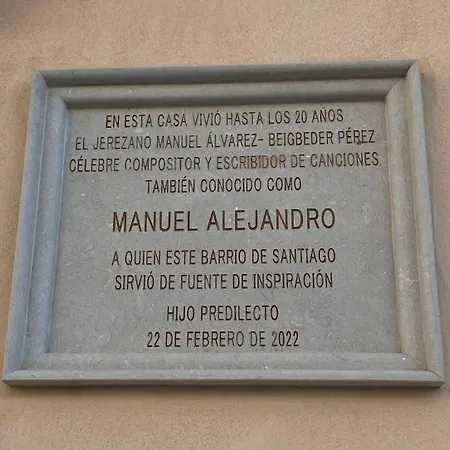 EN ESTA CASA VIVIÓ HASTA LOS 20 AÑOS
EL JEREZANO MANUEL ÁLVAREZ- BEIGBEDER PÉREZ
CÉLEBRE COMPOSITOR Y ESCRIBIDOR DE CANCIONES.
TAMBIÉN CONOCIDO COMO
MANUEL ALEJANDRO
A QUIEN ESTE BARRIO DE SANTIAGO
SIRVIÓ DE FUENTE DE INSPIRACIÓN
HIJO PREDILECTO
22 DE FEBRERO DE 2022